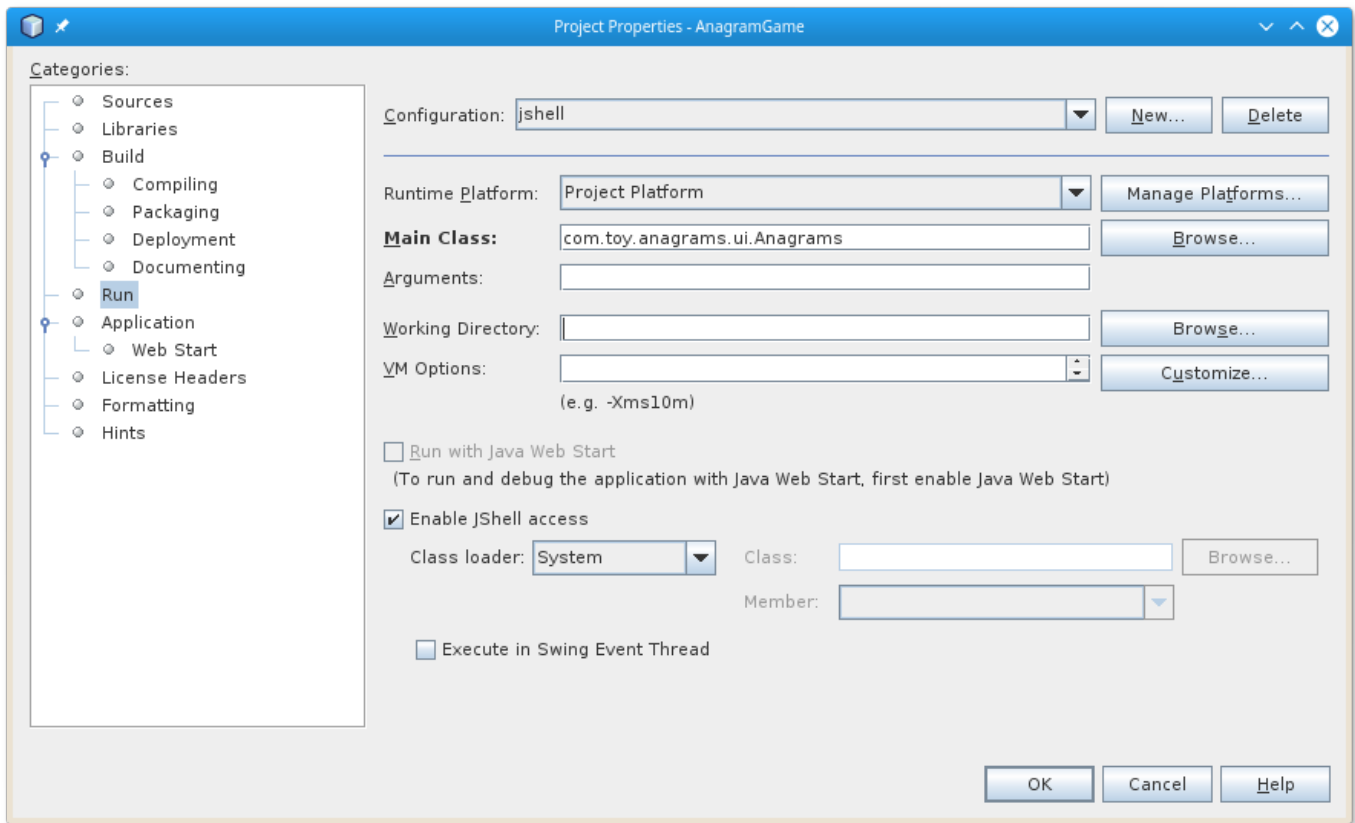 Project Properties - AnagramGame
Categories:
Sources
Libraries
Build
Compiling
Packaging
Deployment
Documenting
Run
Application
Web Start
License Headers
Formatting
Hints
Configuration: jshell New... Delete
Runtime Platform: Project Platform Manage Platforms...
Main Class: com.toy.anagrams.ui.Anagrams Browse...
Arguments:
Working Directory: Browse...
VM Options: Customize...
(e.g. -Xms10m)
Run with Java Web Start
(To run and debug the application with Java Web Start, first enable Java Web Start)
Enable JShell access
Class loader: System Class: Browse...
Member:
Execute in Swing Event Thread
OK Cancel Help